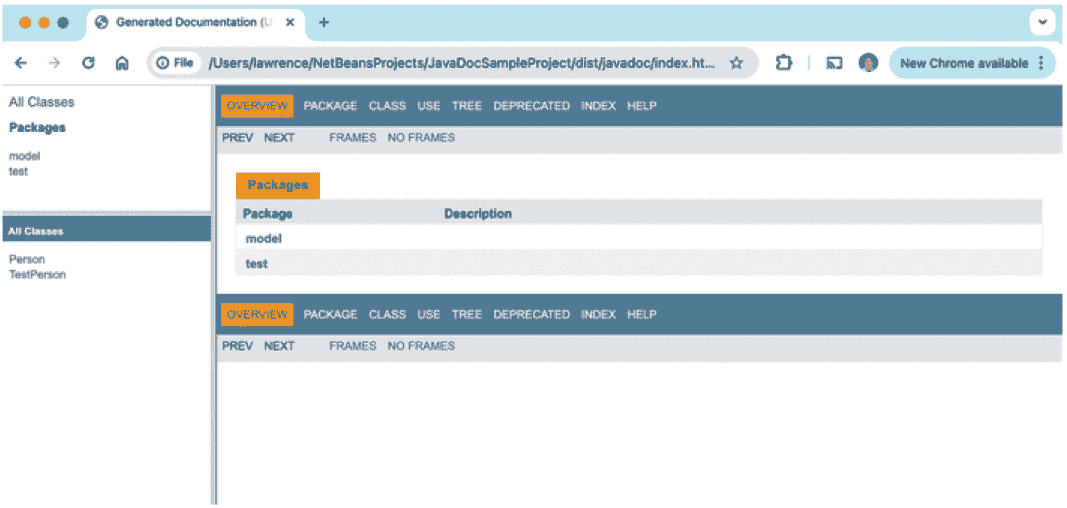 Generated Documentation (U
File /Users/lawrence/NetBeansProjects/JavaDocSampleProject/dist/javadoc/index.ht... New Chrome available
All Classes
Packages
model
test
All Classes
Person
TestPerson
OVERVIEW PACKAGE CLASS USE TREE DEPRECATED INDEX HELP
PREV NEXT FRAMES NO FRAMES
Packages
Package Description
model
test
OVERVIEW PACKAGE CLASS USE TREE DEPRECATED INDEX HELP
PREV NEXT FRAMES NO FRAMES